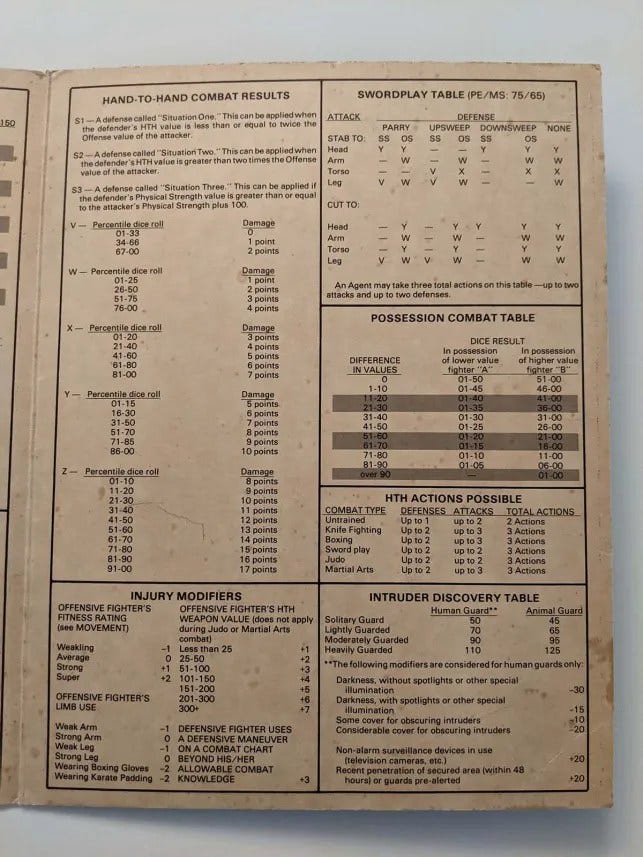 150
HAND-TO-HAND COMBAT RESULTS
S1 — A defense called "Situation One." This can be applied when
the defender's HTH value is less than or equal to twice the
Offense value of the attacker.
S2 — A defense called "Situation Two." This can be applied when
the defender's HTH value is greater than two times the Offense
value of the attacker.
S3 — A defense called "Situation Three." This can be applied if
the defender's Physical Strength value is greater than or equal
to the attacker's Physical Strength plus 100.
V — Percentile dice roll Damage
01-33 0
34-66 1 point
67-00 2 points
W — Percentile dice roll Damage
01-25 1 point
26-50 2 points
51-75 3 points
76-00 4 points
X — Percentile dice roll Damage
01-20 3 points
21-40 4 points
41-60 5 points
61-80 6 points
81-00 7 points
Y — Percentile dice roll Damage
01-15 5 points
16-30 6 points
31-50 7 points
51-70 8 points
71-85 9 points
86-00 10 points
Z — Percentile dice roll Damage
01-10 8 points
11-20 9 points
21-30 10 points
31-40 11 points
41-50 12 points
51-60 13 points
61-70 14 points
71-80 15 points
81-90 16 points
91-00 17 points
INJURY MODIFIERS
OFFENSIVE FIGHTER'S
FITNESS RATING
(see MOVEMENT)
Weakling −1
Average 0
Strong +1
Super +2
OFFENSIVE FIGHTER'S
LIMB USE
Weak Arm −1
Strong Arm 0
Weak Leg −1
Strong Leg 0
Wearing Boxing Gloves −2
Wearing Karate Padding −2
OFFENSIVE FIGHTER'S HTH
WEAPON VALUE (does not apply
during Judo or Martial Arts
combat)
Less than 25 +1
25-50 +2
51-100 +3
101-150 +4
151-200 +5
201-300 +6
300+ +7
DEFENSIVE FIGHTER USES
A DEFENSIVE MANEUVER
ON A COMBAT CHART
BEYOND HIS/HER
ALLOWABLE COMBAT
KNOWLEDGE +3
SWORDPLAY TABLE (PE/MS: 75/65)
ATTACK DEFENSE
PARRY UPSWEEP DOWNSWEEP NONE
STAB TO: SS OS SS OS SS OS
Head Y Y — — Y Y Y
Arm — W — W — W W
Torso — — V X — X X
Leg V W V W — — W
CUT TO:
Head — Y — Y Y Y Y
Arm — W — W — W W
Torso — Y — Y — Y Y
Leg V W V W — W W
An Agent may take three total actions on this table —up to two
attacks and up to two defenses.
POSSESSION COMBAT TABLE
DICE RESULT
DIFFERENCE
IN VALUES
In possession
of lower value
fighter "A"
In possession
of higher value
fighter "B"
0 01-50 51-00
1-10 01-45 46-00
11-20 01-40 41-00
21-30 01-35 36-00
31-40 01-30 31-00
41-50 01-25 26-00
51-60 01-20 21-00
61-70 01-15 16-00
71-80 01-10 11-00
81-90 01-05 06-00
over 90 — 01-00
HTH ACTIONS POSSIBLE
COMBAT TYPE DEFENSES ATTACKS TOTAL ACTIONS
Untrained Up to 1 up to 2 2 Actions
Knife Fighting Up to 2 up to 3 3 Actions
Boxing Up to 2 up to 3 3 Actions
Sword play Up to 2 up to 2 3 Actions
Judo Up to 2 up to 2 3 Actions
Martial Arts Up to 2 up to 3 3 Actions
INTRUDER DISCOVERY TABLE
Human Guard** Animal Guard
Solitary Guard 50 45
Lightly Guarded 70 65
Moderately Guarded 90 95
Heavily Guarded 110 125
**The following modifiers are considered for human guards only:
Darkness, without spotlights or other special
illumination −30
Darkness, with spotlights or other special
illumination −15
Some cover for obscuring intruders −10
Considerable cover for obscuring intruders −20
Non-alarm surveillance devices in use
(television cameras, etc.) +20
Recent penetration of secured area (within 48
hours) or guards pre-alerted +20